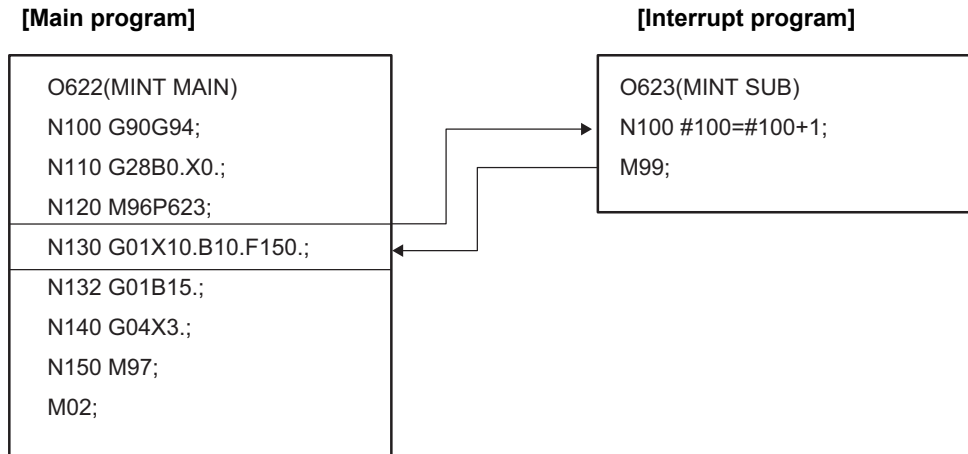 [Main program]
O622(MINT MAIN)
N100 G90G94;
N110 G28B0.X0.;
N120 M96P623;
N130 G01X10.B10.F150.;
N132 G01B15.;
N140 G04X3.;
N150 M97;
M02;
[Interrupt program]
O623(MINT SUB)
N100 #100=#100+1;
M99;